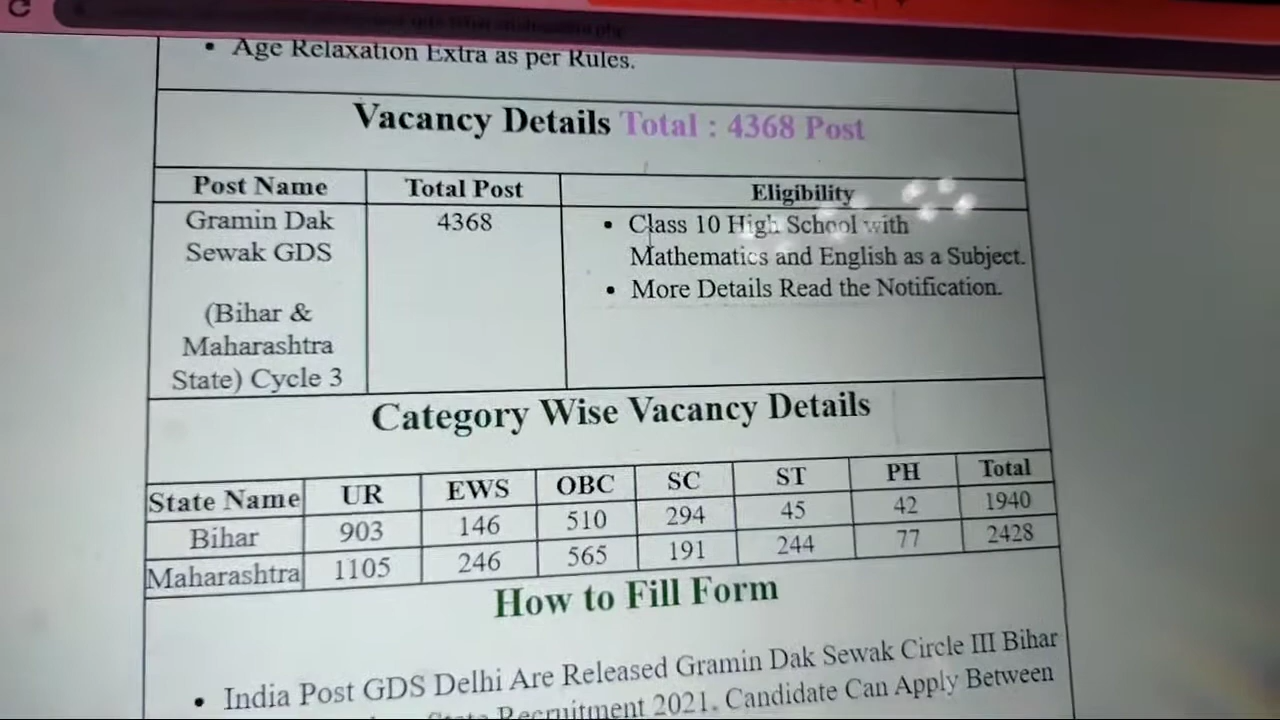 Age Relaxation Extra as per Rules.
Vacancy Details Total : 4368 Post
Post Name Total Post Eligibility
Gramin Dak
Sewak GDS
(Bihar &
Maharashtra
State) Cycle 3
4368
Class 10 High School with
Mathematics and English as a Subject.
More Details Read the Notification.
Category Wise Vacancy Details
State Name UR EWS OBC SC ST PH Total
Bihar 903 146 510 294 45 42 1940
Maharashtra 1105 246 565 191 244 77 2428
How to Fill Form
India Post GDS Delhi Are Released Gramin Dak Sewak Circle III Bihar
State Recruitment 2021. Candidate Can Apply Between